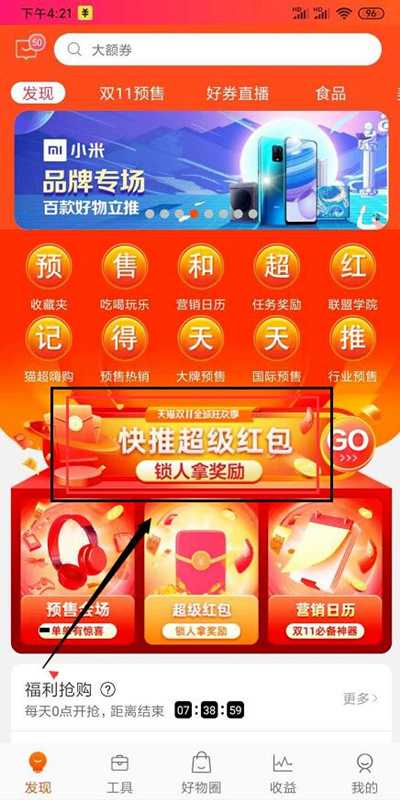 下午4:21
96
50
大额券
发现 双11预售 好券直播 食品
小米
品牌专场
百款好物立推
预 售 和 超 红
收藏夹 吃喝玩乐 营销日历 任务奖励 联盟学院
记 得 天 天 推
猫超嗨购 预售热销 大牌预售 国际预售 行业预售
天猫双11全球狂欢季
快推超级红包
锁人拿奖励
GO
>>>
预售会场 超级红包 营销日历
单单有惊喜 锁人拿奖励 双11必备神器
福利抢购 ? 更多 >
每天0点开抢，距离结束 07:38:59
发现 工具 好物圈 收益 我的